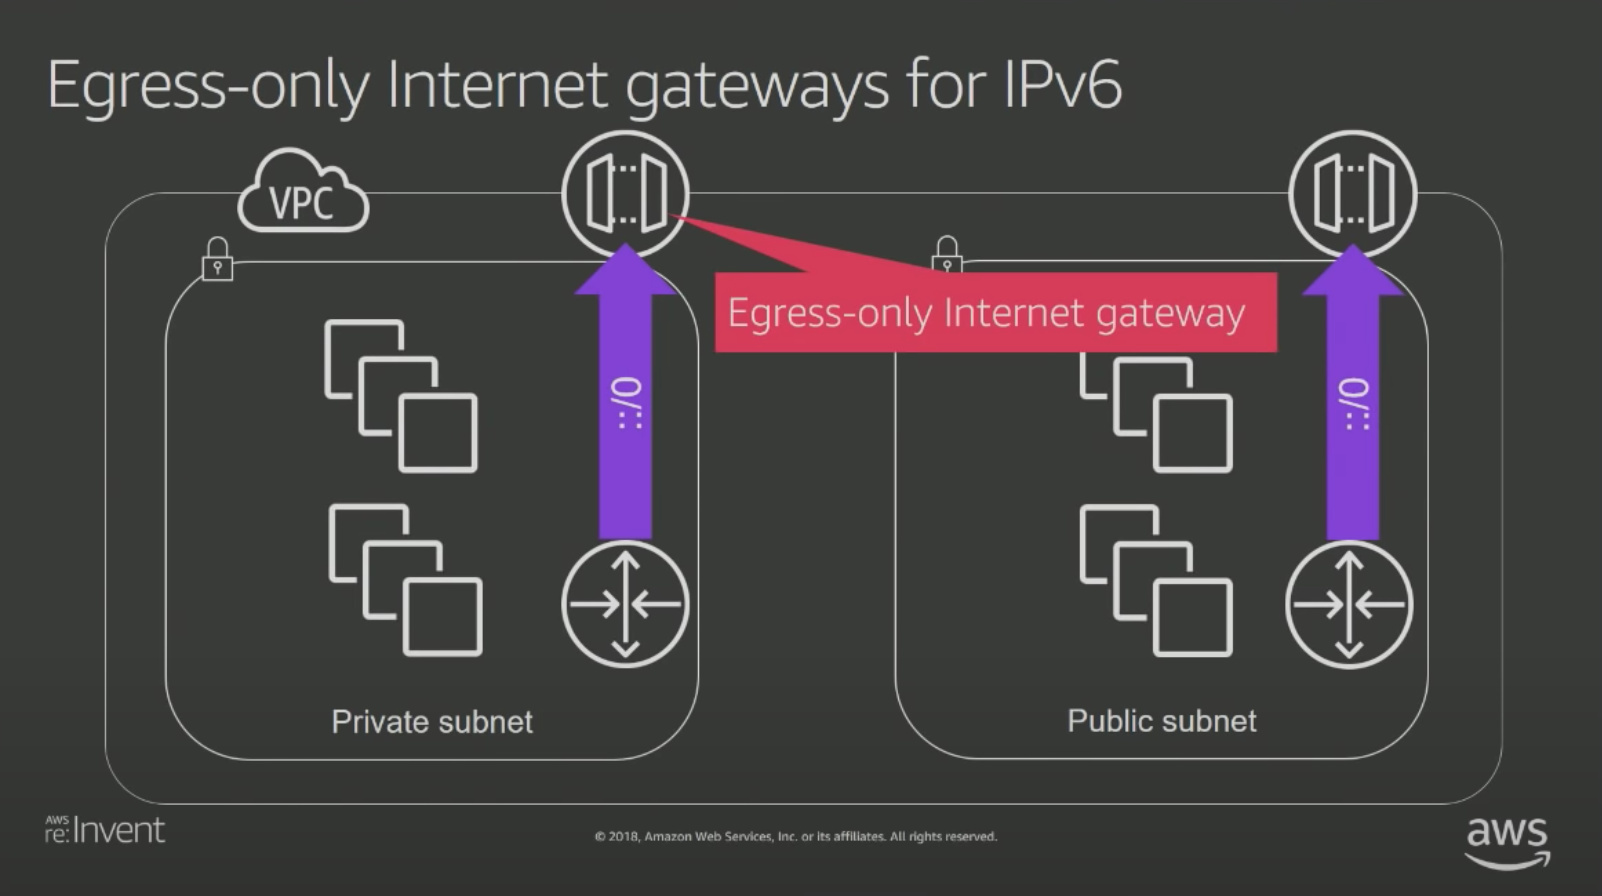 Egress-only Internet gateways for IPv6
VPC
Egress-only Internet gateway
::/0
::/0
Private subnet
Public subnet
AWS
re:Invent
© 2018, Amazon Web Services, Inc. or its affiliates. All rights reserved.
aws